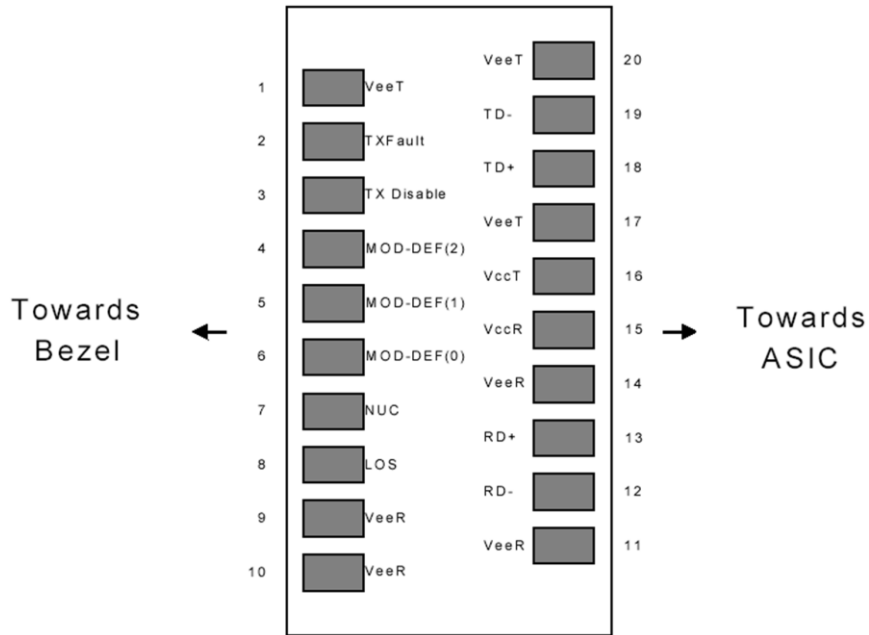 VeeT 20
1 VeeT
TD- 19
2 TXFault
TD+ 18
3 TX Disable
VeeT 17
4 MOD-DEF(2)
VccT 16
5 MOD-DEF(1)
Towards
Bezel
VccR 15
Towards
ASIC
6 MOD-DEF(0)
VeeR 14
7 NUC
RD+ 13
8 LOS
RD- 12
9 VeeR
VeeR 11
10 VeeR